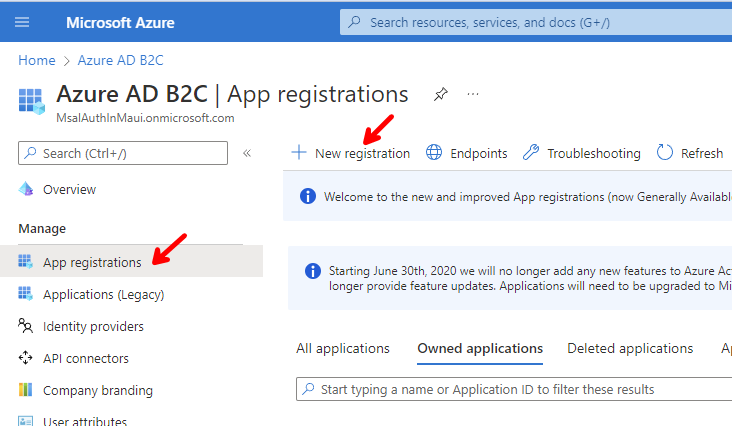 Microsoft Azure
Search resources, services, and docs (G+/)
Home > Azure AD B2C
Azure AD B2C | App registrations
MsalAuthInMaui.onmicrosoft.com
Search (Ctrl+/)
Overview
Manage
App registrations
Applications (Legacy)
Identity providers
API connectors
Company branding
User attributes
New registration
Endpoints
Troubleshooting
Refresh
Welcome to the new and improved App registrations (now Generally Available
Starting June 30th, 2020 we will no longer add any new features to Azure Ac
longer provide feature updates. Applications will need to be upgraded to Mi
All applications
Owned applications
Deleted applications
Start typing a name or Application ID to filter these results